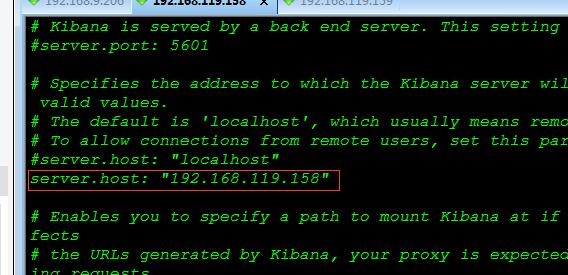 192.168.9.206 192.168.119.158 x 192.168.119.159
# Kibana is served by a back end server. This setting
#server.port: 5601
# Specifies the address to which the Kibana server wil
valid values.
# The default is 'localhost', which usually means remo
# To allow connections from remote users, set this par
#server.host: "localhost"
server.host: "192.168.119.158"
# Enables you to specify a path to mount Kibana at if
fects
# the URLs generated by Kibana, your proxy is expected
ing requests